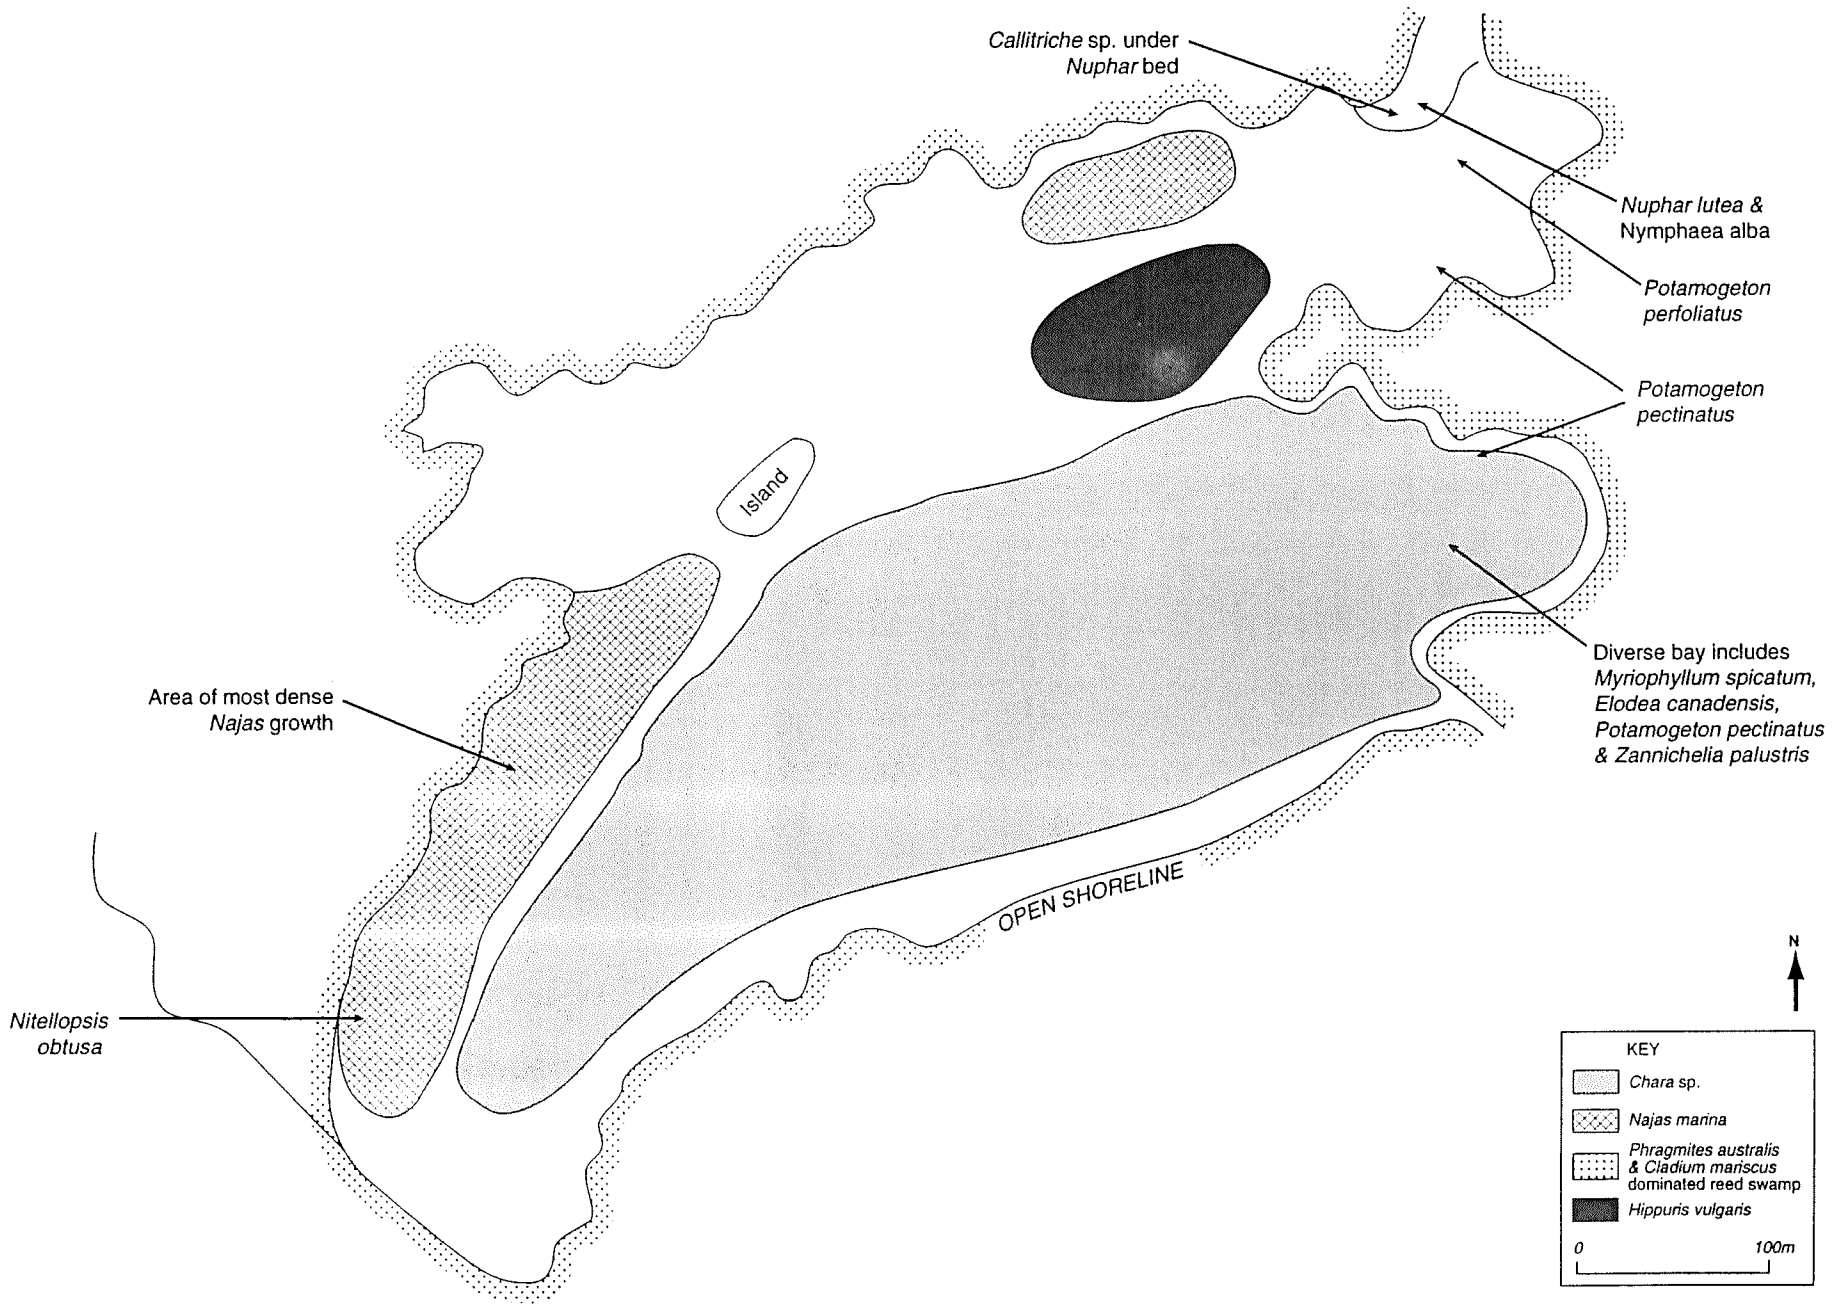 Callitriche sp. under
Nuphar bed
Nuphar lutea &
Nymphaea alba
Potamogeton
perfoliatus
Potamogeton
pectinatus
Island
Diverse bay includes
Myriophyllum spicatum,
Elodea canadensis,
Potamogeton pectinatus
& Zannichelia palustris
Area of most dense
Najas growth
OPEN SHORELINE
Nitellopsis
obtusa
N
KEY
Chara sp.
Najas marina
Phragmites australis
& Cladium mariscus
dominated reed swamp
Hippuris vulgaris
0 100m